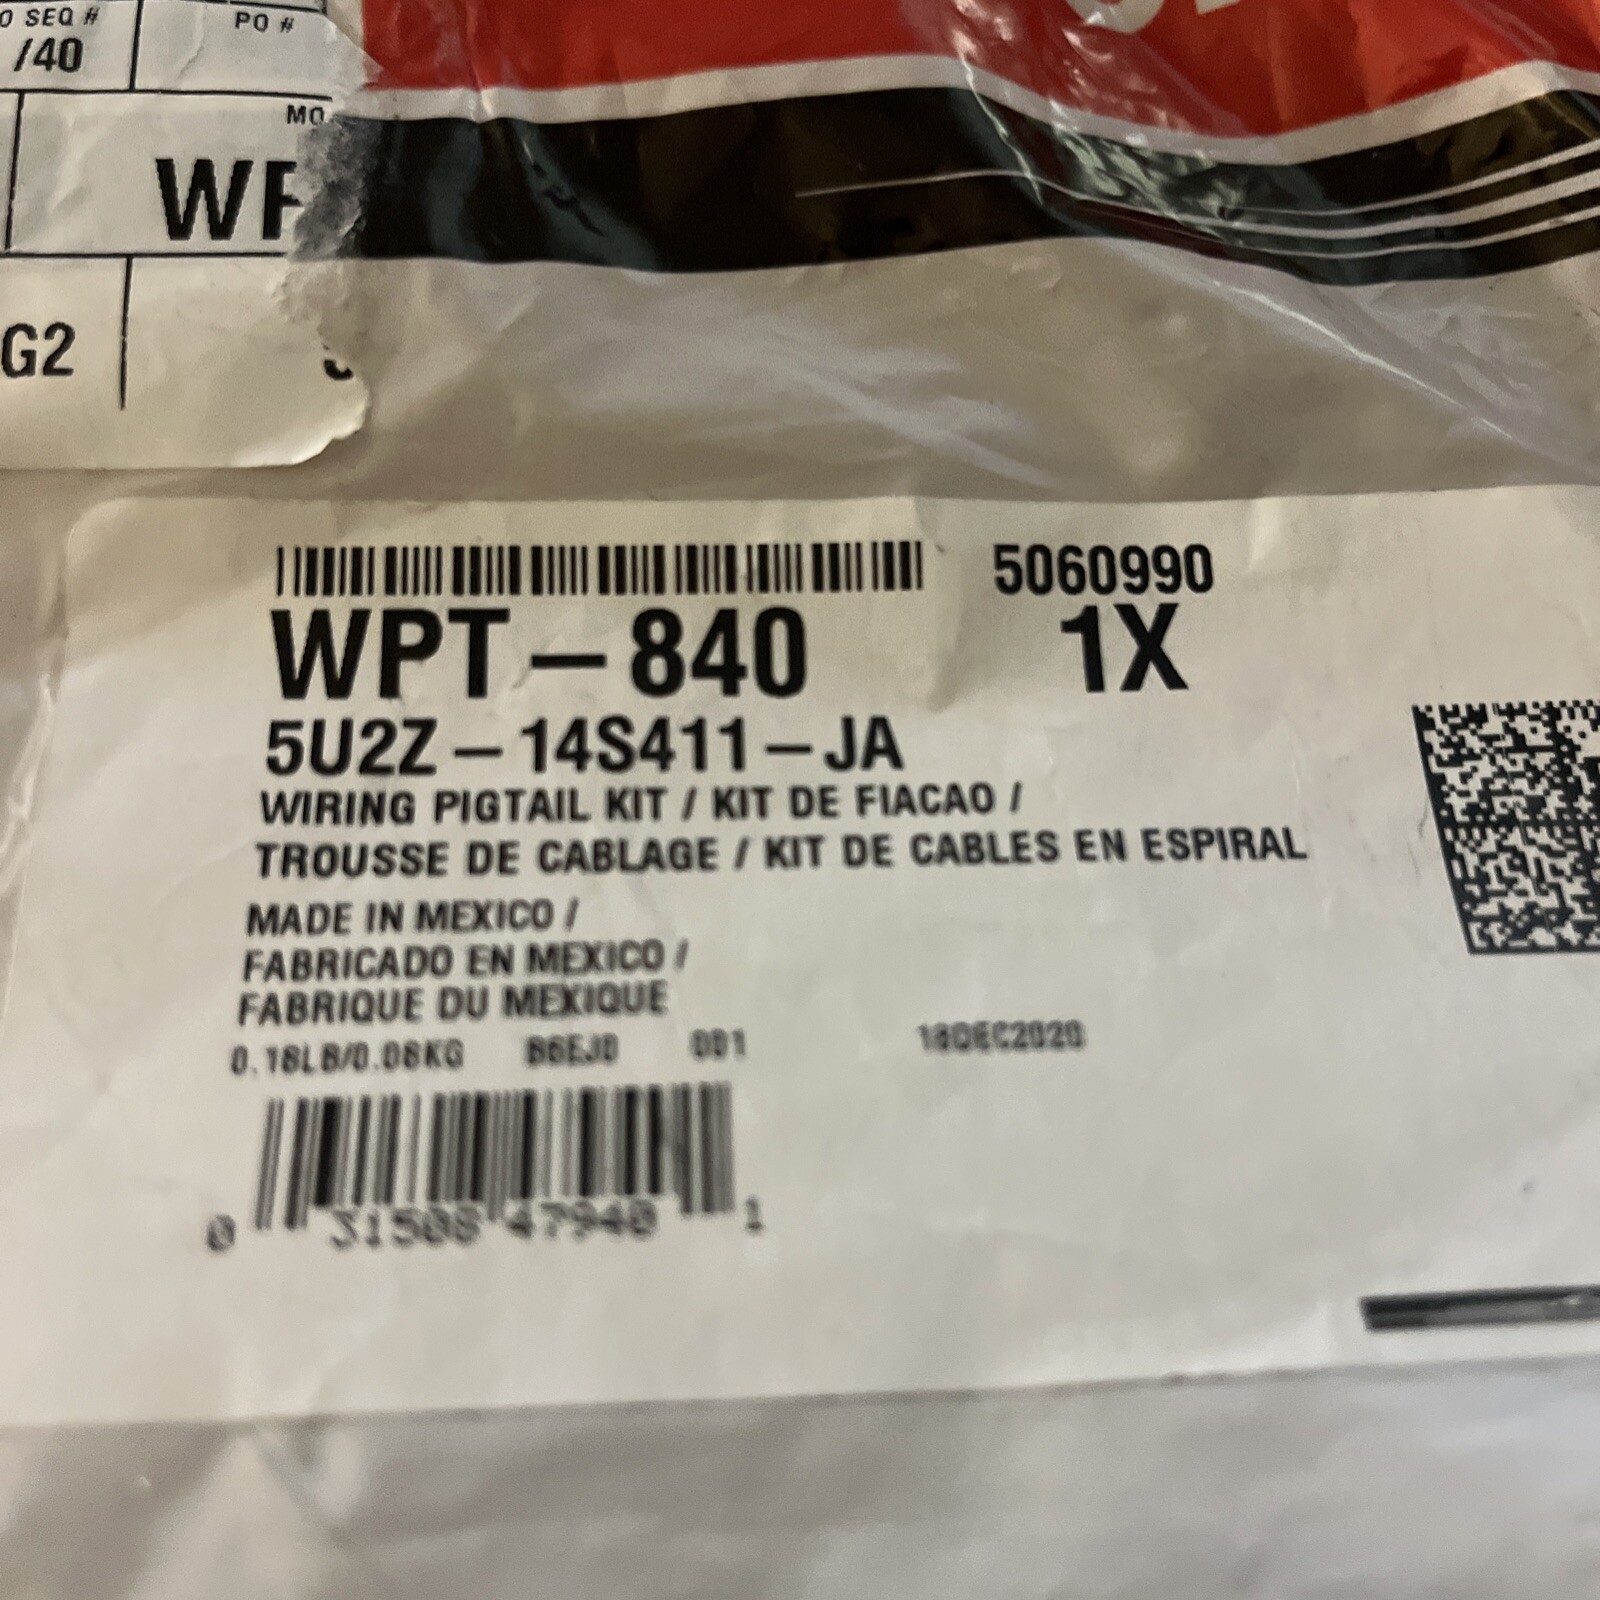 O SEQ #
PO #
/40
MO
WP
G2
5060990
WPT-840
1X
5U2Z-14S411-JA
WIRING PIGTAIL KIT / KIT DE FIACAO /
TROUSSE DE CABLAGE / KIT DE CABLES EN ESPIRAL
MADE IN MEXICO /
FABRICADO EN MEXICO /
FABRIQUE DU MEXIQUE
0.18LB/0.08KG B6EJ0 001 18DEC2020
0 31508 47940 1